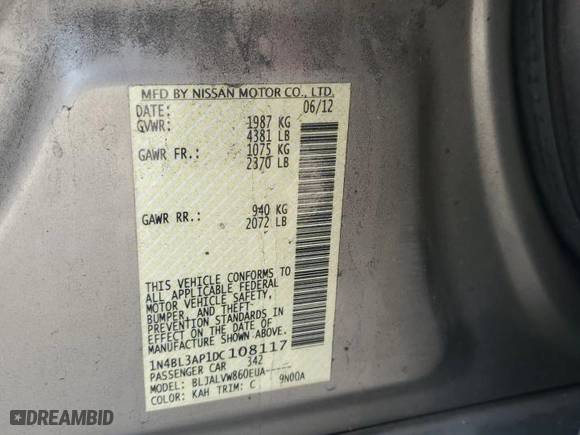 MFD BY NISSAN MOTOR CO., LTD.
DATE: 06/12
GVWR: 1987 KG
4381 LB
GAWR FR.: 1075 KG
2370 LB
GAWR RR.: 940 KG
2072 LB
THIS VEHICLE CONFORMS TO
ALL APPLICABLE FEDERAL
MOTOR VEHICLE SAFETY,
BUMPER, AND THEFT
PREVENTION STANDARDS IN
EFFECT ON THE DATE OF
MANUFACTURE SHOWN ABOVE.
1N4BL3AP1DC108117
PASSENGER CAR 342
MODEL: BLJALVW860EUA-----
COLOR: KAH TRIM: C 9N00A
DREAMBID